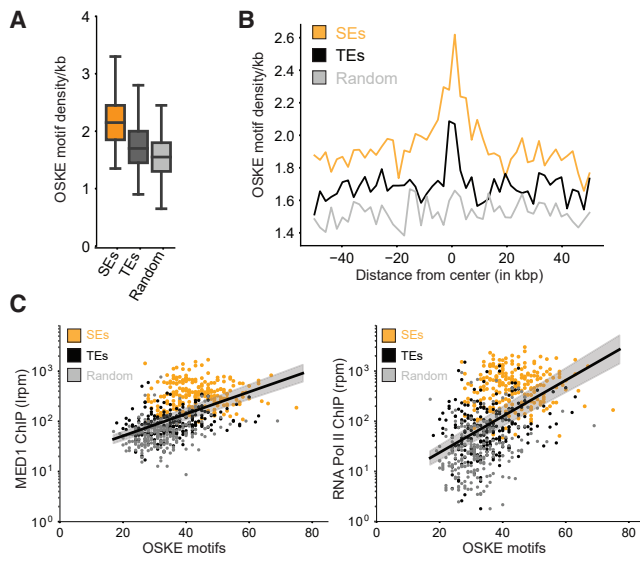 A
OSKE motif density/kb
4
3
2
1
0
SEs
TEs
Random
B
SEs
TEs
Random
OSKE motif density/kb
2.6
2.4
2.2
2.0
1.8
1.6
1.4
−40
−20
0
20
40
Distance from center (in kbp)
C
SEs
TEs
Random
MED1 ChIP (lrpm)
10³
10²
10¹
10⁰
0
20
40
60
80
OSKE motifs
SEs
TEs
Random
RNA Pol II ChIP (rpm)
10³
10²
10¹
10⁰
0
20
40
60
80
OSKE motifs